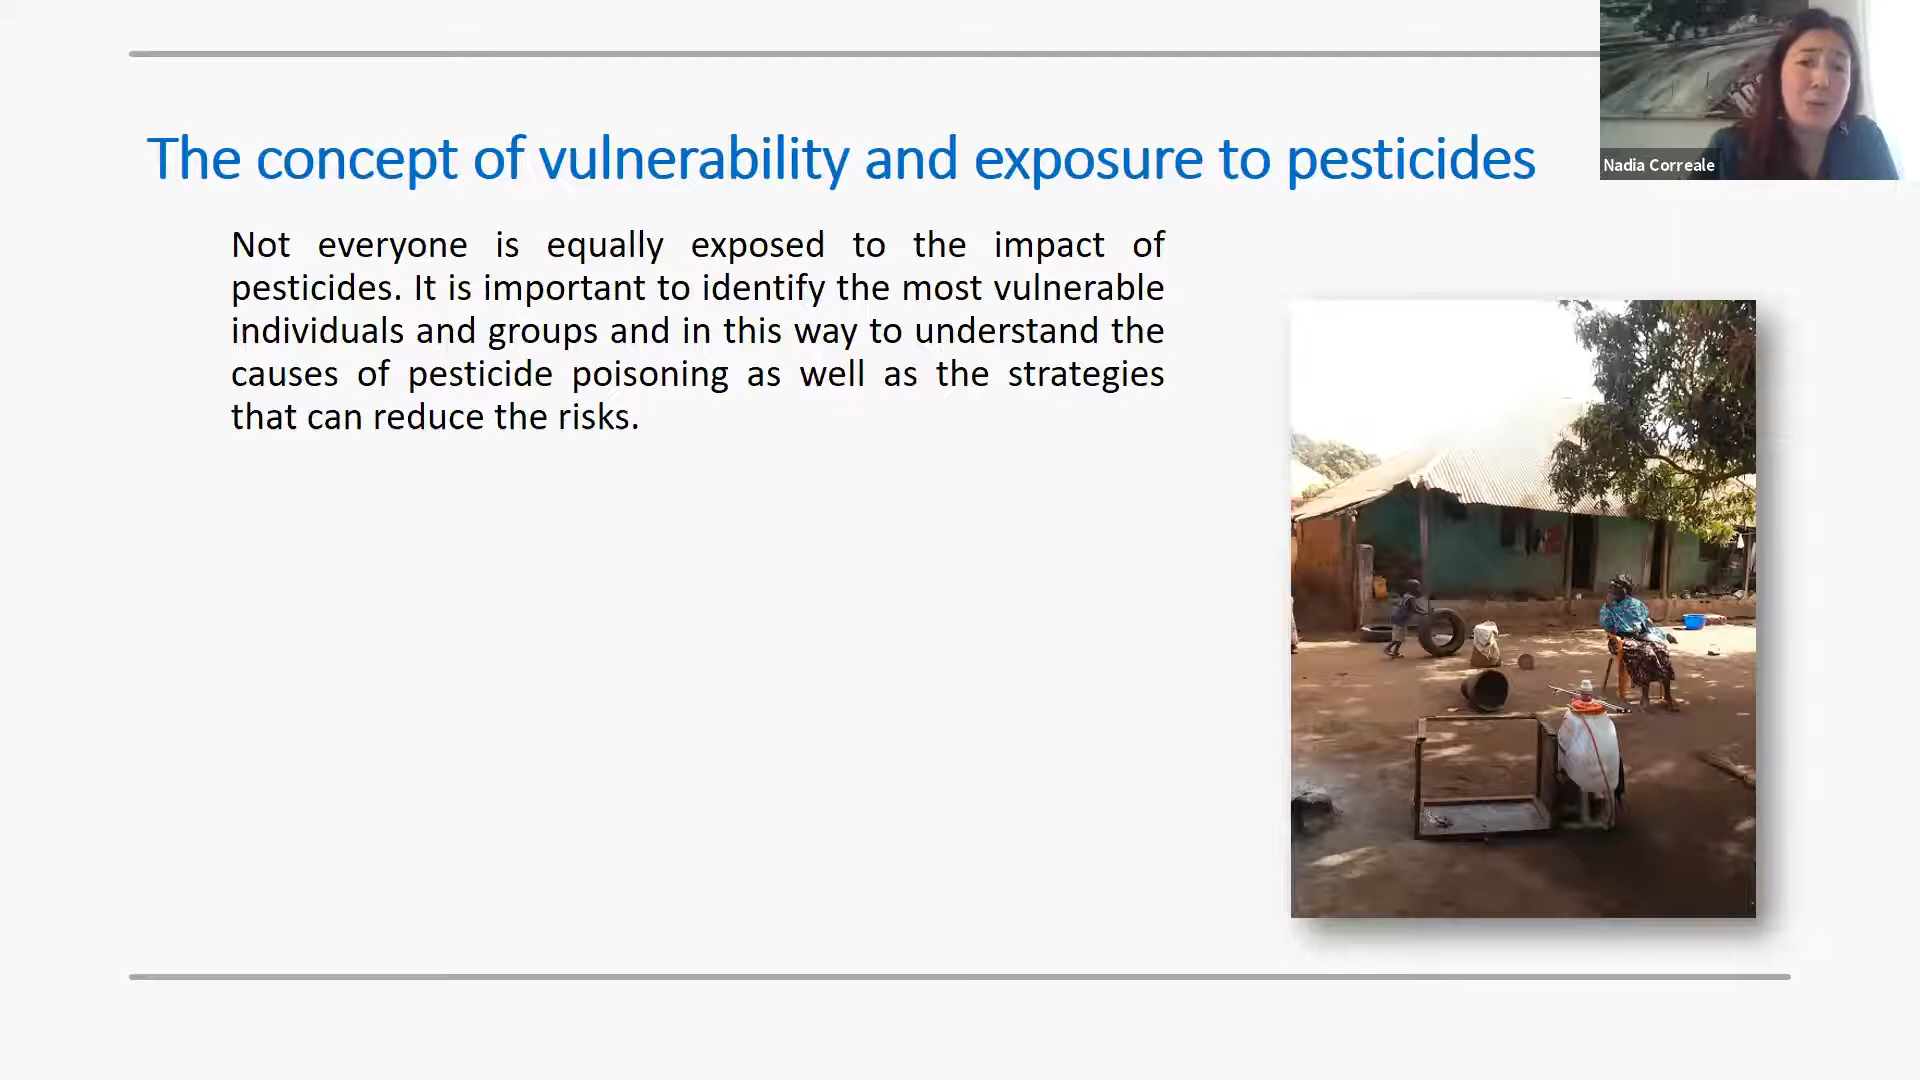 The concept of vulnerability and exposure to pesticides
Nadia Correale
Not everyone is equally exposed to the impact of
pesticides. It is important to identify the most vulnerable
individuals and groups and in this way to understand the
causes of pesticide poisoning as well as the strategies
that can reduce the risks.